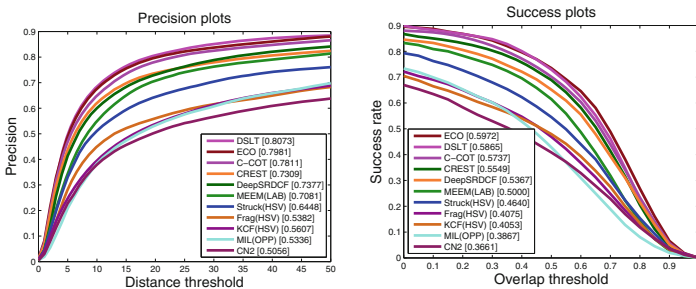 Precision plots
Precision
0.9
0.8
0.7
0.6
0.5
0.4
0.3
0.2
0.1
0
0 5 10 15 20 25 30 35 40 45 50
Distance threshold
DSLT [0.8073]
ECO [0.7981]
C-COT [0.7811]
CREST [0.7309]
DeepSRDCF [0.7377]
MEEM(LAB) [0.7081]
Struck(HSV) [0.6448]
Frag(HSV) [0.5382]
KCF(HSV) [0.5607]
MIL(OPP) [0.5336]
CN2 [0.5056]
Success plots
Success rate
0.9
0.8
0.7
0.6
0.5
0.4
0.3
0.2
0.1
0
0 0.1 0.2 0.3 0.4 0.5 0.6 0.7 0.8 0.9
Overlap threshold
ECO [0.5972]
DSLT [0.5865]
C-COT [0.5737]
CREST [0.5549]
DeepSRDCF [0.5367]
MEEM(LAB) [0.5000]
Struck(HSV) [0.4640]
Frag(HSV) [0.4075]
KCF(HSV) [0.4053]
MIL(OPP) [0.3867]
CN2 [0.3661]